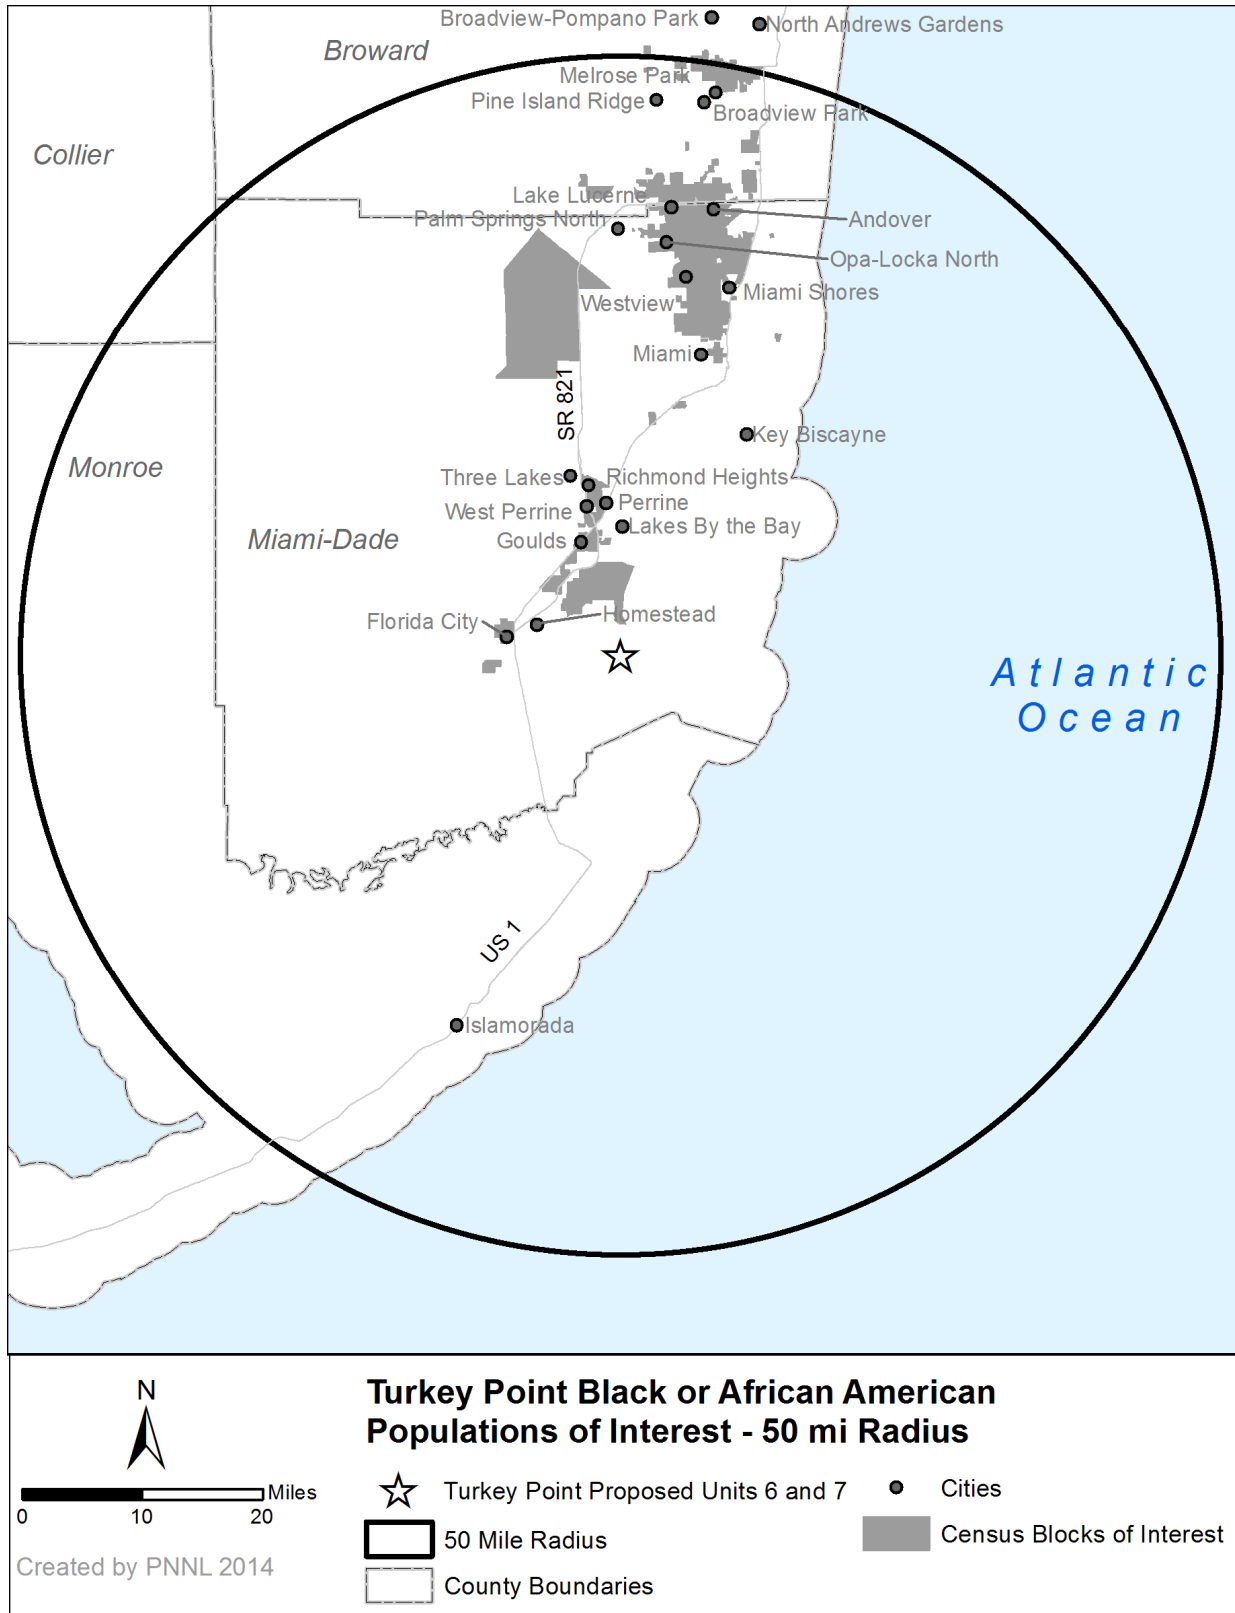 Broadview-Pompano Park
North Andrews Gardens
Broward
Melrose Park
Pine Island Ridge
Broadview Park
Collier
Lake Lucerne
Palm Springs North
Andover
Opa-Locka North
Westview
Miami Shores
Miami
SR 821
Key Biscayne
Monroe
Three Lakes
Richmond Heights
West Perrine
Perrine
Lakes By the Bay
Miami-Dade
Goulds
Florida City
Homestead
Atlantic
Ocean
US 1
Islamorada
N
Turkey Point Black or African American
Populations of Interest - 50 mi Radius
Miles
0 10 20
Turkey Point Proposed Units 6 and 7
Cities
50 Mile Radius
Census Blocks of Interest
County Boundaries
Created by PNNL 2014